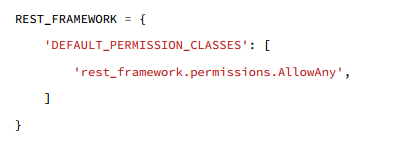 REST_FRAMEWORK = {
    'DEFAULT_PERMISSION_CLASSES': [
        'rest_framework.permissions.AllowAny',
    ]
}